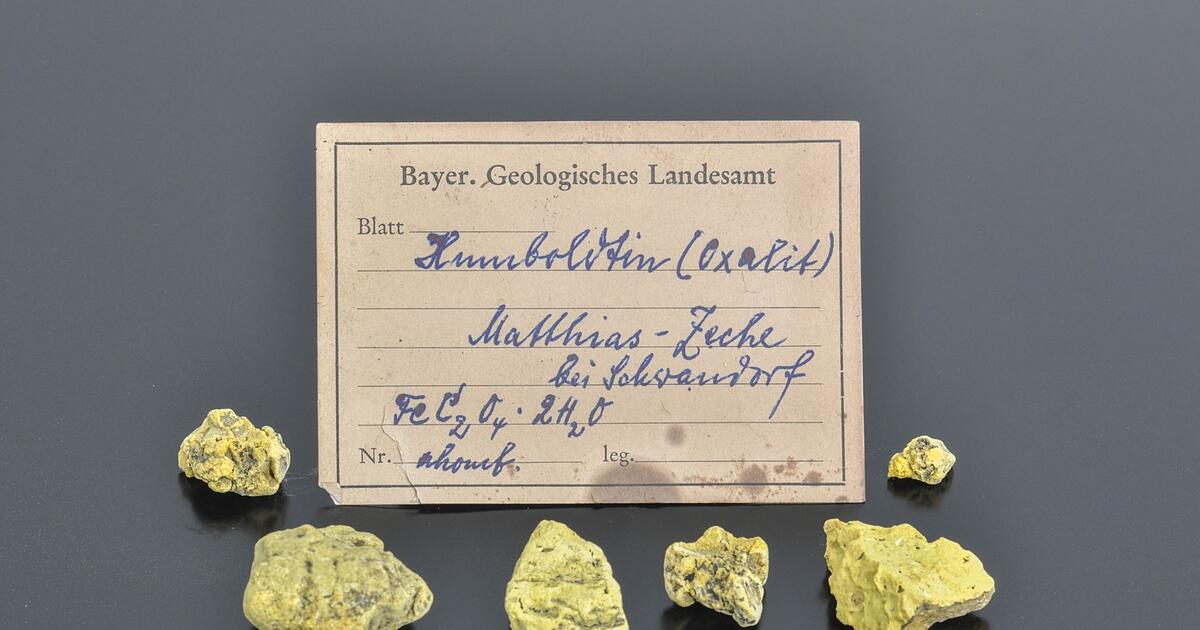 Bayer. Geologisches Landesamt
Blatt
Humboldtin (Oxalit)
Matthias-Zeche
bei Schwandorf
FeC₂O₄·2H₂O
Nr. rhomb. leg.